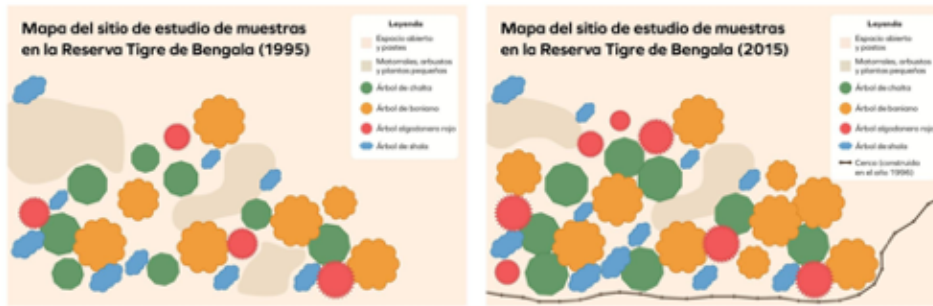 Mapa del sitio de estudio de muestras
en la Reserva Tigre de Bengala (1995)
Leyenda
Espacio abierto
y pastos
Matorrales, arbustos
y plantas pequeñas
Árbol de chalta
Árbol de baniano
Árbol algodonero rojo
Árbol de shala
Mapa del sitio de estudio de muestras
en la Reserva Tigre de Bengala (2015)
Leyenda
Espacio abierto
y pastos
Matorrales, arbustos
y plantas pequeñas
Árbol de chalta
Árbol de baniano
Árbol algodonero rojo
Árbol de shala
Cerco (construido
en el año 1996)